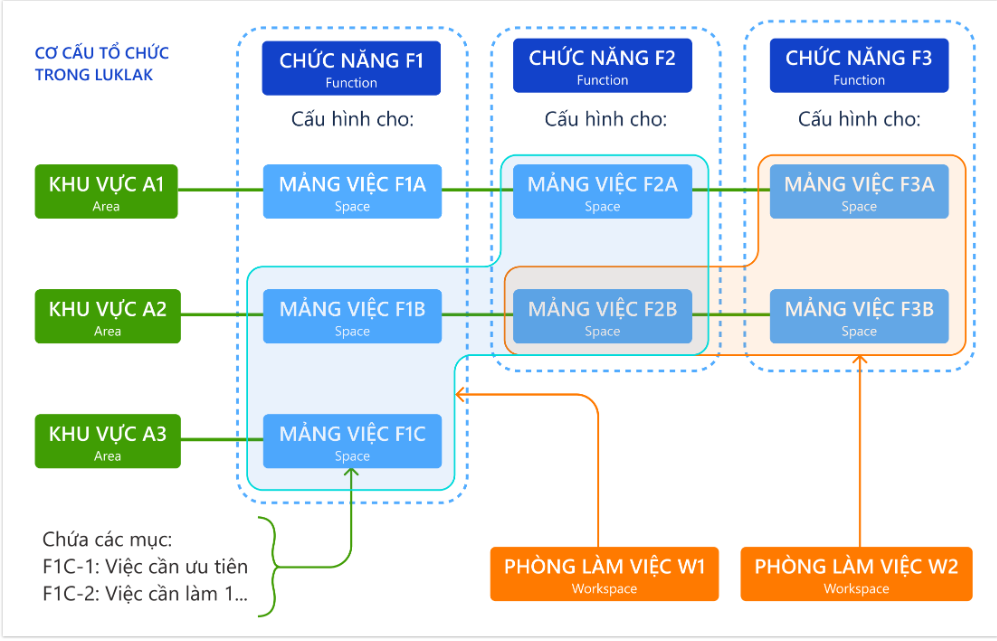 CƠ CẤU TỔ CHỨC
TRONG LUKLAK
CHỨC NĂNG F1
Function
CHỨC NĂNG F2
Function
CHỨC NĂNG F3
Function
Cấu hình cho:
Cấu hình cho:
Cấu hình cho:
KHU VỰC A1
Area
MẢNG VIỆC F1A
Space
MẢNG VIỆC F2A
Space
MẢNG VIỆC F3A
Space
KHU VỰC A2
Area
MẢNG VIỆC F1B
Space
MẢNG VIỆC F2B
Space
MẢNG VIỆC F3B
Space
KHU VỰC A3
Area
MẢNG VIỆC F1C
Space
Chứa các mục:
F1C-1: Việc cần ưu tiên
F1C-2: Việc cần làm 1...
PHÒNG LÀM VIỆC W1
Workspace
PHÒNG LÀM VIỆC W2
Workspace